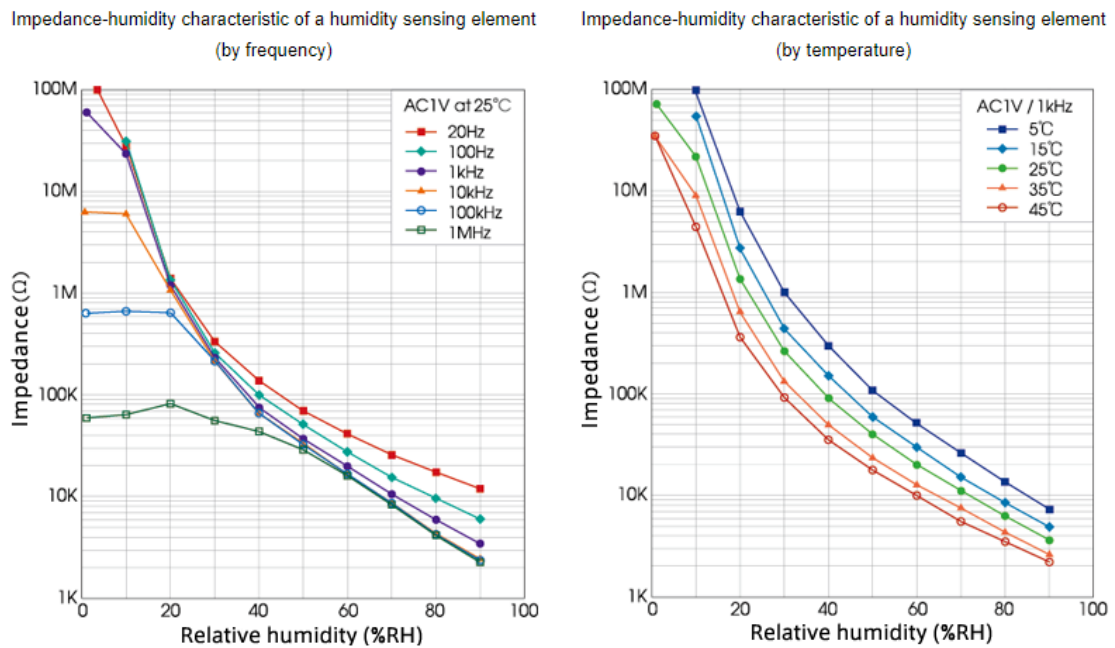 Impedance-humidity characteristic of a humidity sensing element
(by frequency)
100M
10M
1M
100K
10K
1K
Impedance(Ω)
AC1V at 25°C
20Hz
100Hz
1kHz
10kHz
100kHz
1MHz
0 20 40 60 80 100
Relative humidity (%RH)
Impedance-humidity characteristic of a humidity sensing element
(by temperature)
100M
10M
1M
100K
10K
1K
Impedance(Ω)
AC1V / 1kHz
5℃
15℃
25℃
35℃
45℃
0 20 40 60 80 100
Relative humidity (%RH)